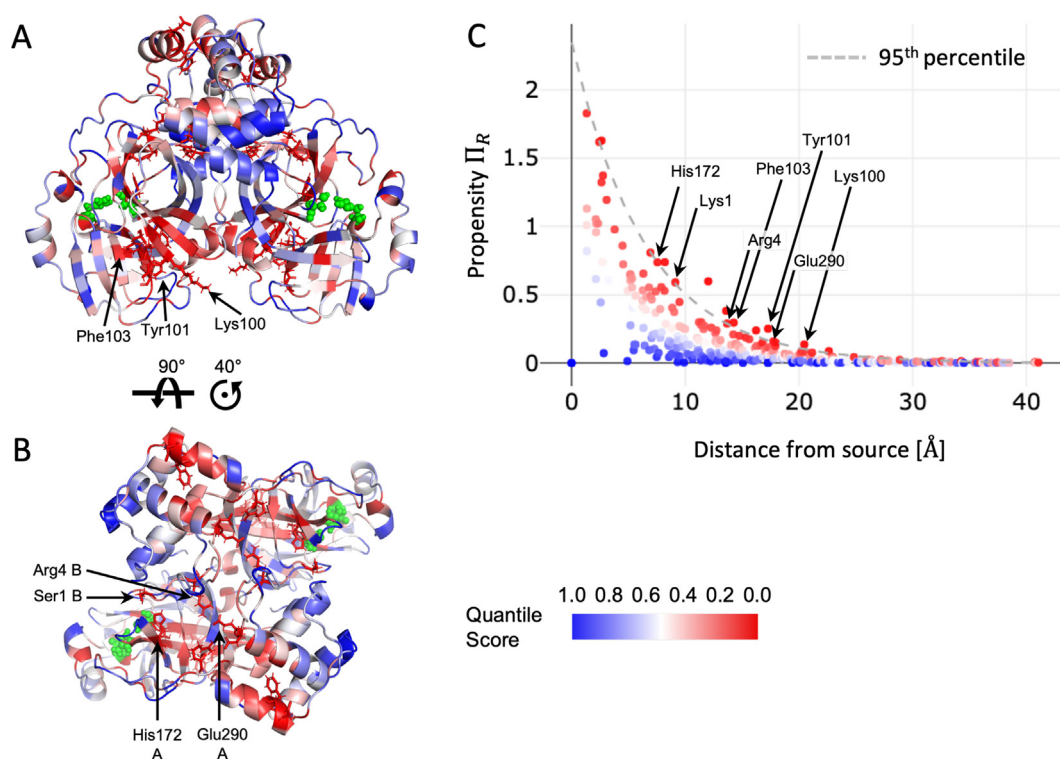 A
Phe103
Tyr101
Lys100
90°
40°
B
Arg4 B
Ser1 B
His172
A
Glu290
A
C
95th percentile
Propensity ΠR
2
1.5
1
0.5
0
His172
Lys1
Phe103
Tyr101
Lys100
Arg4
Glu290
0
10
20
30
40
Distance from source [Å]
Quantile
Score
1.0 0.8 0.6 0.4 0.2 0.0